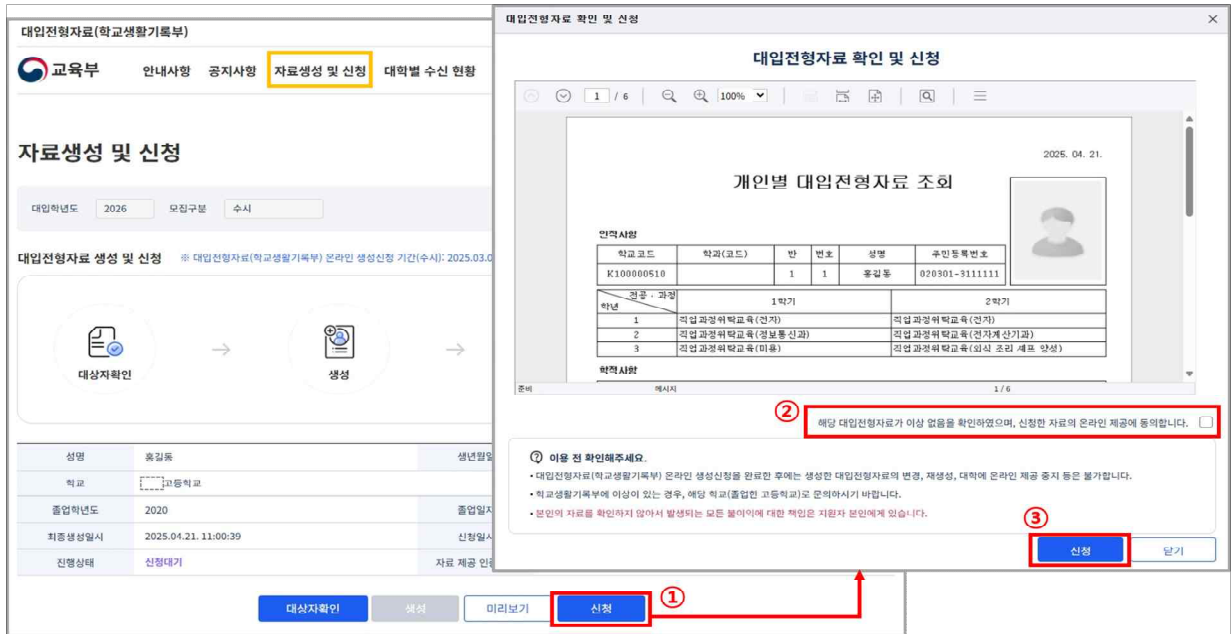 대입전형자료(학교생활기록부)
교육부
안내사항 공지사항 자료생성 및 신청 대학별 수신 현황
자료생성 및 신청
대입학년도 2026 모집구분 수시
대입전형자료 생성 및 신청 ※ 대입전형자료(학교생활기록부) 온라인 생성신청 기간(수시): 2025.03.0
대상자확인 → 생성 →
성명 홍길동 생년월일
학교 고등학교
졸업학년도 2020 졸업일자
최종생성일시 2025.04.21. 11:00:39 신청일시
진행상태 신청대기 자료 제공 인
대상자확인 생성 미리보기 신청 ①
대입전형자료 확인 및 신청
대입전형자료 확인 및 신청
1 / 6 100%
2025. 04. 21.
개인별 대입전형자료 조회
인적사항
학교코드 학과(코드) 반 번호 성명 주민등록번호
K100000510 1 1 홍길동 020301-3111111
전공·과정 학년 1학기 2학기
1 직업과정위탁교육(전자) 직업과정위탁교육(전자)
2 직업과정위탁교육(정보통신과) 직업과정위탁교육(전자계산기과)
3 직업과정위탁교육(미용) 직업과정위탁교육(외식 조리 셰프 양성)
학적사항
준비 메시지 1 / 6
②
해당 대입전형자료가 이상 없음을 확인하였으며, 신청한 자료의 온라인 제공에 동의합니다.
이용 전 확인해주세요.
• 대입전형자료(학교생활기록부) 온라인 생성신청을 완료한 후에는 생성한 대입전형자료의 변경, 재생성, 대학에 온라인 제공 중지 등은 불가합니다.
• 학교생활기록부에 이상이 있는 경우, 해당 학교(졸업한 고등학교)로 문의하시기 바랍니다.
• 본인의 자료를 확인하지 않아서 발생되는 모든 불이익에 대한 책임은 지원자 본인에게 있습니다.
③
신청 닫기